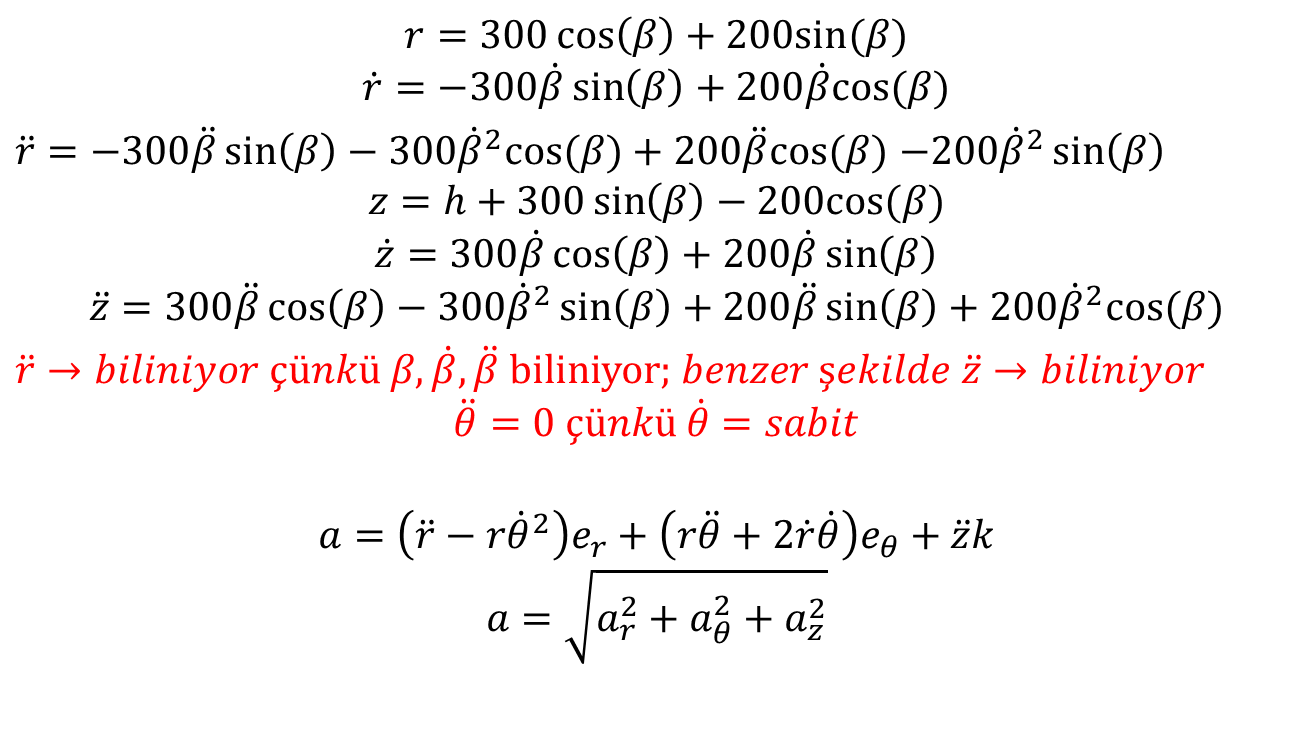 r = 300 cos(β) + 200sin(β)
ṙ = −300β̇ sin(β) + 200β̇cos(β)
r̈ = −300β̈ sin(β) − 300β̇²cos(β) + 200β̈cos(β) −200β̇² sin(β)
z = h + 300 sin(β) − 200cos(β)
ż = 300β̇ cos(β) + 200β̇ sin(β)
z̈ = 300β̈ cos(β) − 300β̇² sin(β) + 200β̈ sin(β) + 200β̇²cos(β)
r̈ → biliniyor çünkü β, β̇, β̈ biliniyor; benzer şekilde z̈ → biliniyor
θ̈ = 0 çünkü θ̇ = sabit
a = (r̈ − rθ̇²)e_r + (rθ̈ + 2ṙθ̇)e_θ + z̈k
a = √(a_r² + a_θ² + a_z²)